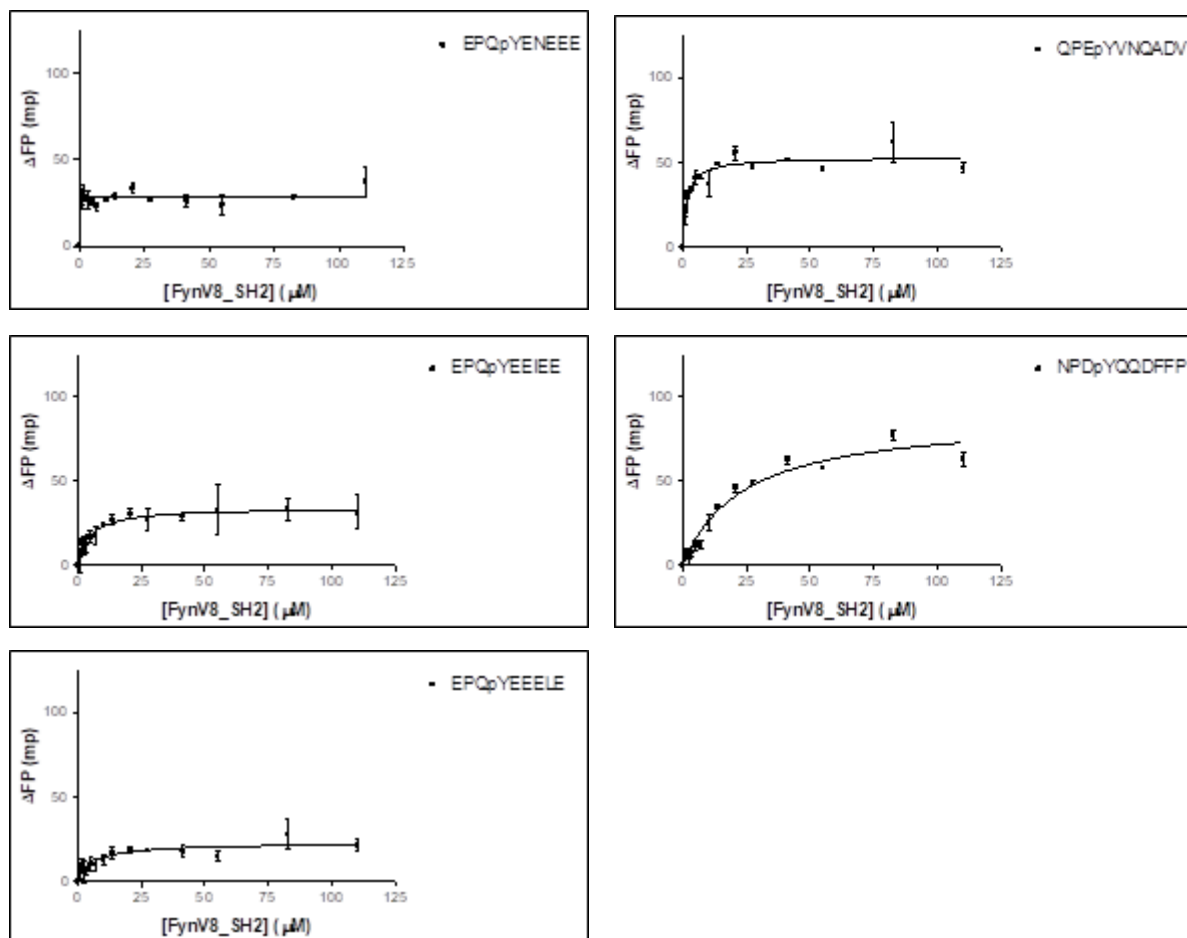 EPQpYENEEE
100
50
0
ΔFP (mp)
0 25 50 75 100 125
[FynV8_SH2] ( μM)
QPEpYVNQADV
100
50
0
ΔFP (mp)
0 25 50 75 100 125
[FynV8_SH2] ( μM)
EPQpYEEIEE
100
50
0
ΔFP (mp)
0 25 50 75 100 125
[FynV8_SH2] ( μM)
NPDpYQQDFFP
100
50
0
ΔFP (mp)
0 25 50 75 100 125
[FynV8_SH2] ( μM)
EPQpYEEELE
100
50
0
ΔFP (mp)
0 25 50 75 100 125
[FynV8_SH2] ( μM)